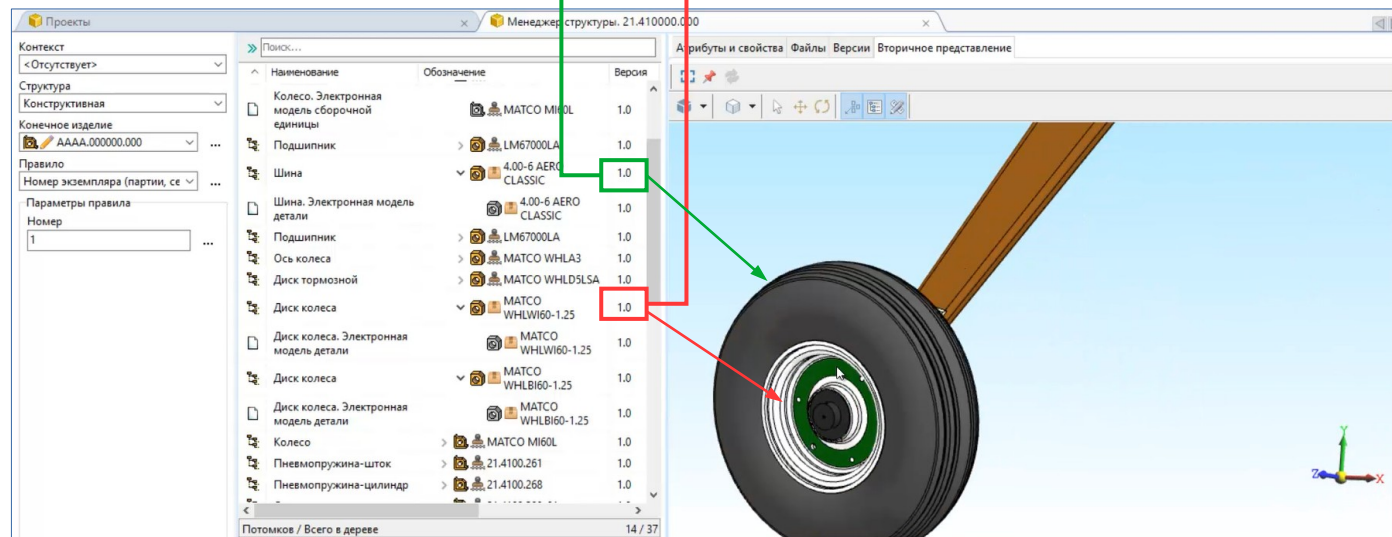 Проекты
Менеджер структуры. 21.410000.000
Контекст
<Отсутствует>
Структура
Конструктивная
Конечное изделие
АААА.000000.000
...
Правило
Номер экземпляра (партии, се
...
Параметры правила
Номер
1
...
Поиск...
Наименование Обозначение Версия
Колесо. Электронная
модель сборочной
единицы
MATCO MI60L 1.0
Подшипник LM67000LA 1.0
Шина 4.00-6 AERO
CLASSIC 1.0
Шина. Электронная модель
детали
4.00-6 AERO
CLASSIC 1.0
Подшипник LM67000LA 1.0
Ось колеса MATCO WHLA3 1.0
Диск тормозной MATCO WHLD5LSA 1.0
Диск колеса MATCO
WHLWI60-1.25 1.0
Диск колеса. Электронная
модель детали
MATCO
WHLWI60-1.25 1.0
Диск колеса MATCO
WHLBI60-1.25 1.0
Диск колеса. Электронная
модель детали
MATCO
WHLBI60-1.25 1.0
Колесо MATCO MI60L 1.0
Пневмопружина-шток 21.4100.261 1.0
Пневмопружина-цилиндр 21.4100.268 1.0
Потомков / Всего в дереве 14 / 37
Атрибуты и свойства Файлы Версии Вторичное представление
Y
Z
X